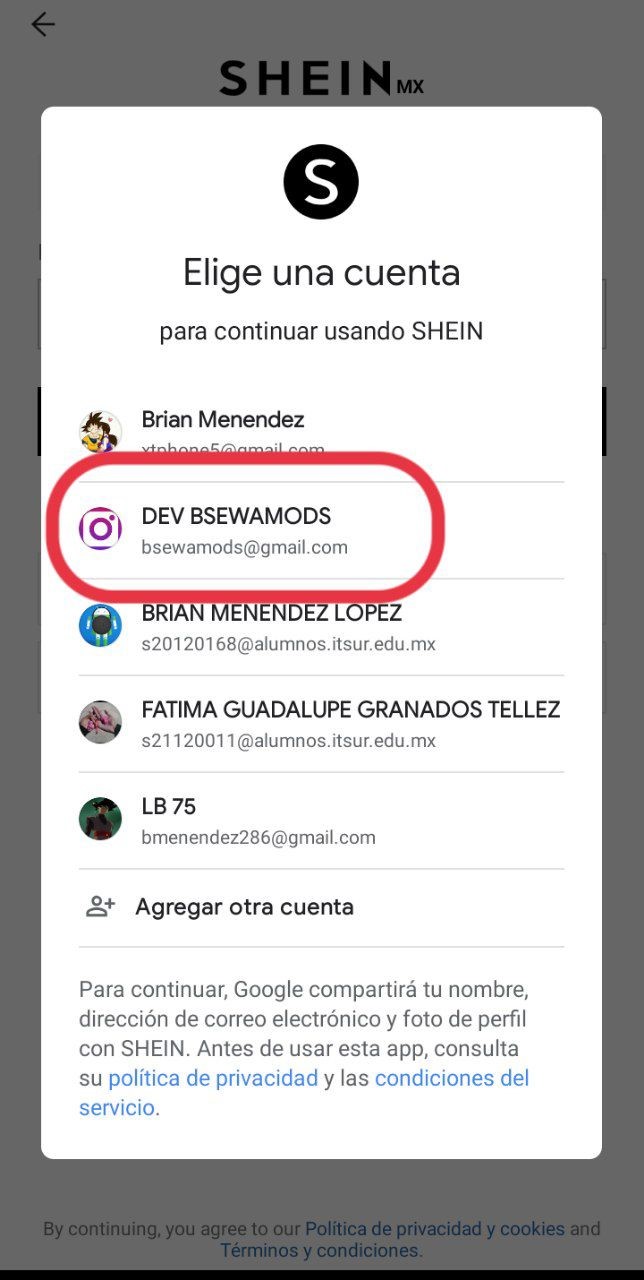 SHEIN MX
S
Elige una cuenta
para continuar usando SHEIN
Brian Menendez
xtphone5@gmail.com
DEV BSEWAMODS
bsewamods@gmail.com
BRIAN MENENDEZ LOPEZ
s20120168@alumnos.itsur.edu.mx
FATIMA GUADALUPE GRANADOS TELLEZ
s21120011@alumnos.itsur.edu.mx
LB 75
bmenendez286@gmail.com
Agregar otra cuenta
Para continuar, Google compartirá tu nombre,
dirección de correo electrónico y foto de perfil
con SHEIN. Antes de usar esta app, consulta
su política de privacidad y las condiciones del
servicio.
By continuing, you agree to our Política de privacidad y cookies and
Términos y condiciones.